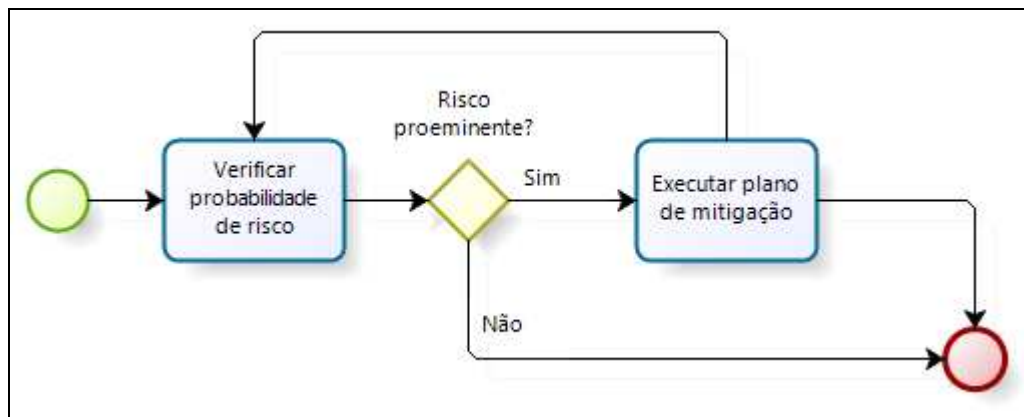 Risco
proeminente?
Verificar
probabilidade
de risco
Sim
Executar plano
de mitigação
Não